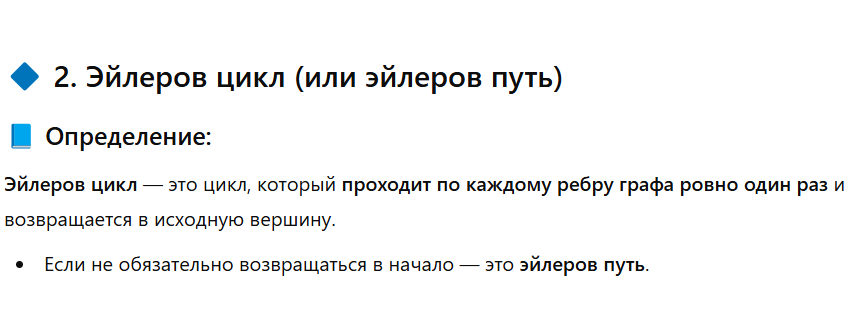 2. Эйлеров цикл (или эйлеров путь)
Определение:
Эйлеров цикл — это цикл, который проходит по каждому ребру графа ровно один раз и
возвращается в исходную вершину.
• Если не обязательно возвращаться в начало — это эйлеров путь.